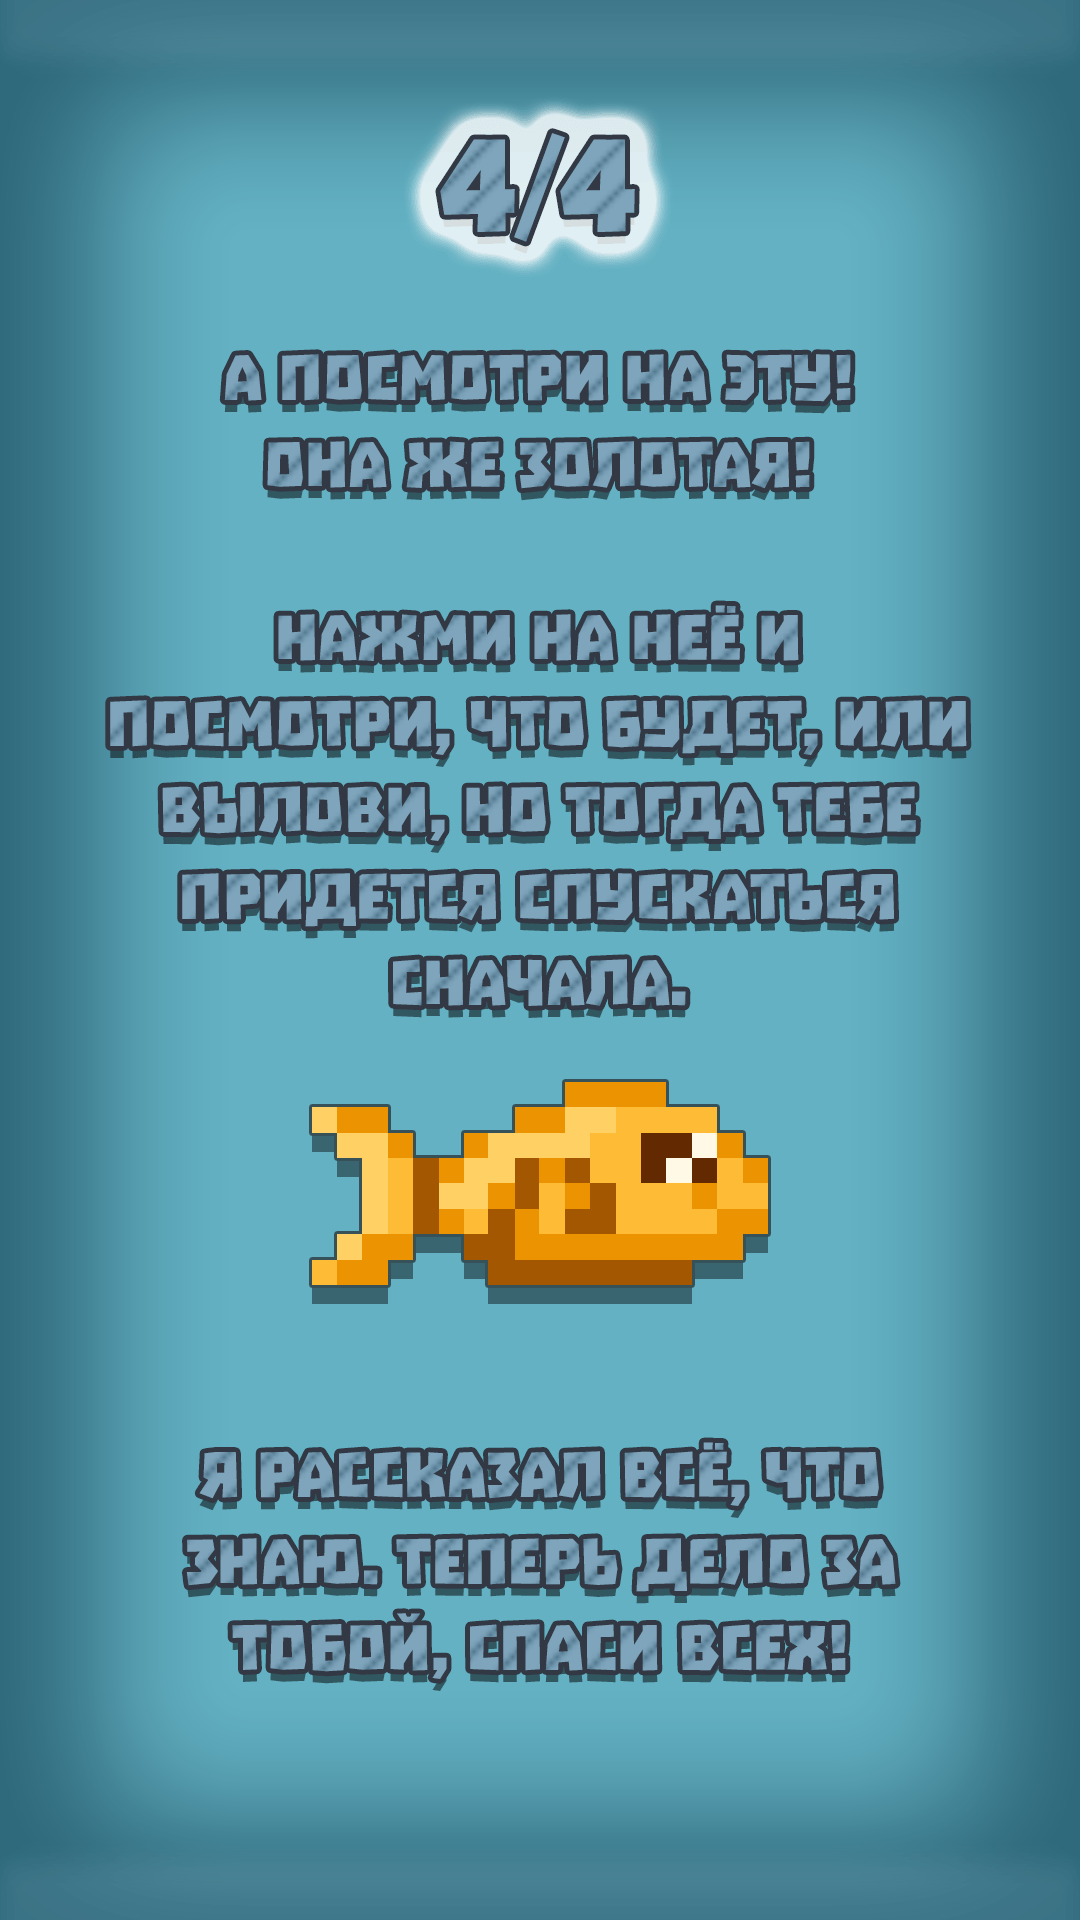 4/4
А ПОСМОТРИ НА ЭТУ!
ОНА ЖЕ ЗОЛОТАЯ!
НАЖМИ НА НЕЁ И
ПОСМОТРИ, ЧТО БУДЕТ, ИЛИ
ВЫЛОВИ, НО ТОГДА ТЕБЕ
ПРИДЕТСЯ СПУСКАТЬСЯ
СНАЧАЛА.
Я РАССКАЗАЛ ВСЁ, ЧТО
ЗНАЮ. ТЕПЕРЬ ДЕЛО ЗА
ТОБОЙ, СПАСИ ВСЕХ!